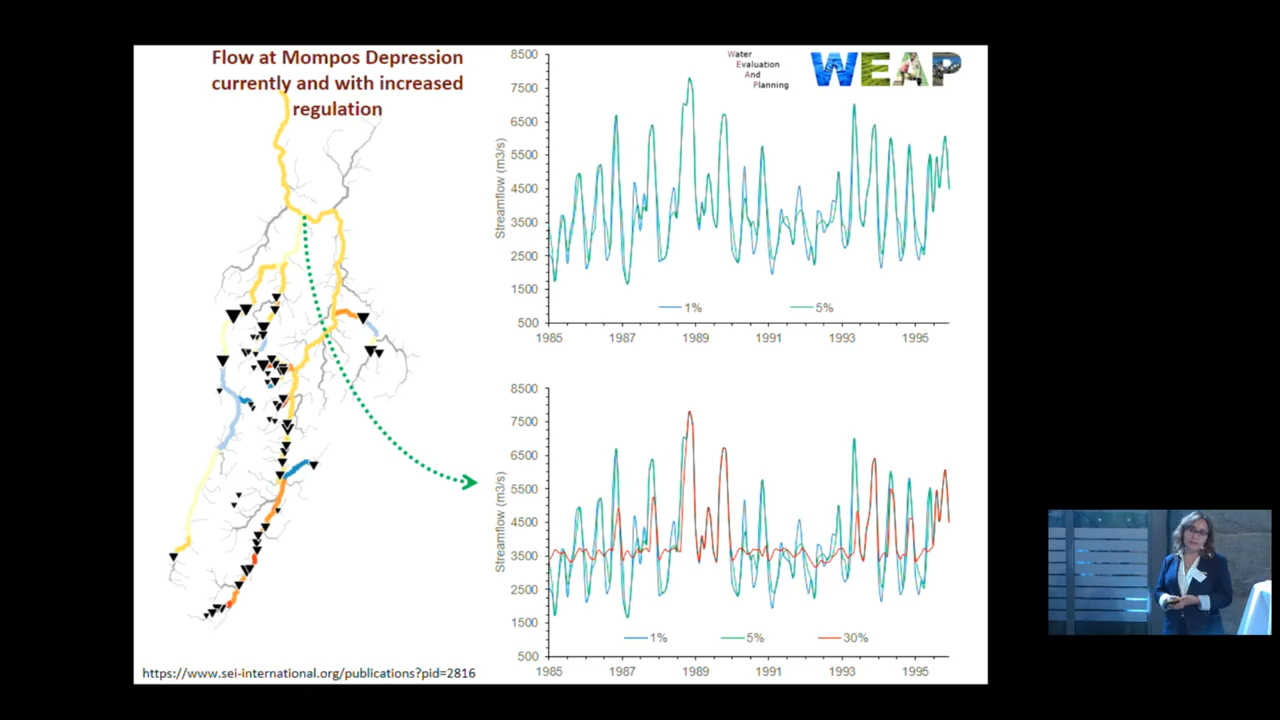 Flow at Mompos Depression
currently and with increased
regulation
Water
Evaluation
And
Planning
WEAP
Streamflow (m3/s)
8500
7500
6500
5500
4500
3500
2500
1500
500
1985 1987 1989 1991 1993 1995
1% 5%
Streamflow (m3/s)
8500
7500
6500
5500
4500
3500
2500
1500
500
1985 1987 1989 1991 1993 1995
1% 5% 30%
https://www.sei-international.org/publications?pid=2816